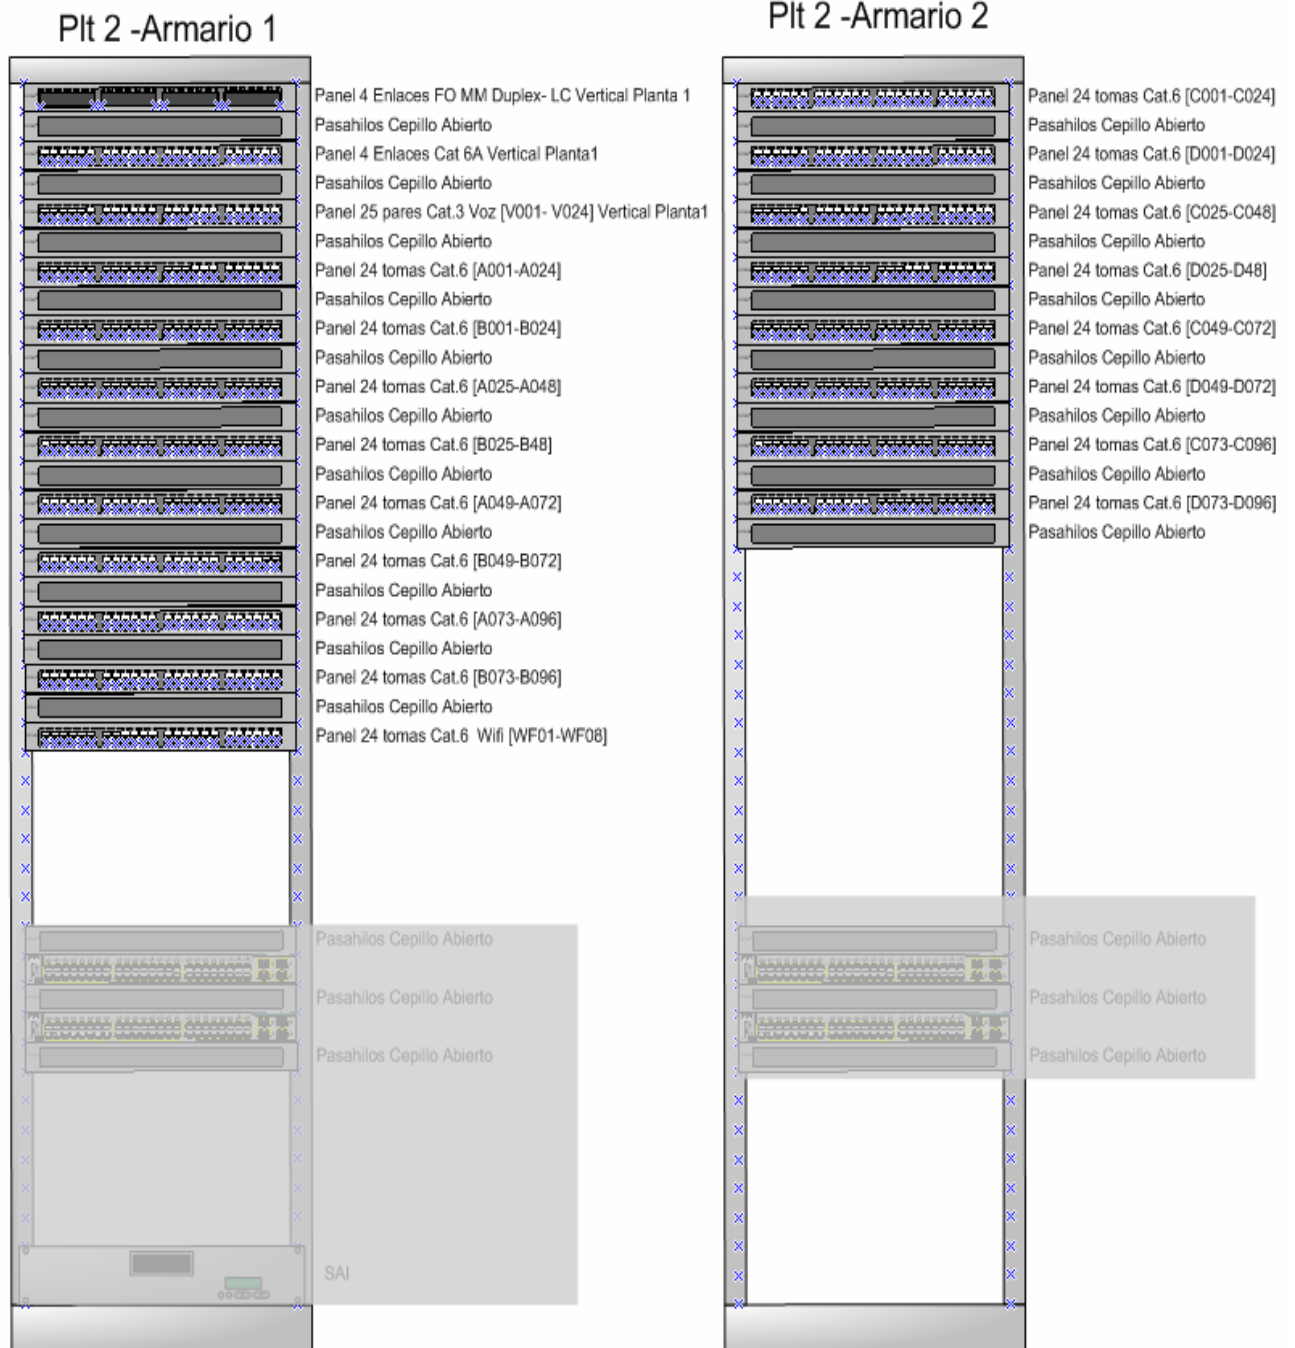 Plt 2 -Armario 1
Panel 4 Enlaces FO MM Duplex- LC Vertical Planta 1
Pasahilos Cepillo Abierto
Panel 4 Enlaces Cat 6A Vertical Planta1
Pasahilos Cepillo Abierto
Panel 25 pares Cat.3 Voz [V001- V024] Vertical Planta1
Pasahilos Cepillo Abierto
Panel 24 tomas Cat.6 [A001-A024]
Pasahilos Cepillo Abierto
Panel 24 tomas Cat.6 [B001-B024]
Pasahilos Cepillo Abierto
Panel 24 tomas Cat.6 [A025-A048]
Pasahilos Cepillo Abierto
Panel 24 tomas Cat.6 [B025-B48]
Pasahilos Cepillo Abierto
Panel 24 tomas Cat.6 [A049-A072]
Pasahilos Cepillo Abierto
Panel 24 tomas Cat.6 [B049-B072]
Pasahilos Cepillo Abierto
Panel 24 tomas Cat.6 [A073-A096]
Pasahilos Cepillo Abierto
Panel 24 tomas Cat.6 [B073-B096]
Pasahilos Cepillo Abierto
Panel 24 tomas Cat.6 Wifi [WF01-WF08]
Pasahilos Cepillo Abierto
Pasahilos Cepillo Abierto
Pasahilos Cepillo Abierto
SAI
Plt 2 -Armario 2
Panel 24 tomas Cat.6 [C001-C024]
Pasahilos Cepillo Abierto
Panel 24 tomas Cat.6 [D001-D024]
Pasahilos Cepillo Abierto
Panel 24 tomas Cat.6 [C025-C048]
Pasahilos Cepillo Abierto
Panel 24 tomas Cat.6 [D025-D48]
Pasahilos Cepillo Abierto
Panel 24 tomas Cat.6 [C049-C072]
Pasahilos Cepillo Abierto
Panel 24 tomas Cat.6 [D049-D072]
Pasahilos Cepillo Abierto
Panel 24 tomas Cat.6 [C073-C096]
Pasahilos Cepillo Abierto
Panel 24 tomas Cat.6 [D073-D096]
Pasahilos Cepillo Abierto
Pasahilos Cepillo Abierto
Pasahilos Cepillo Abierto
Pasahilos Cepillo Abierto